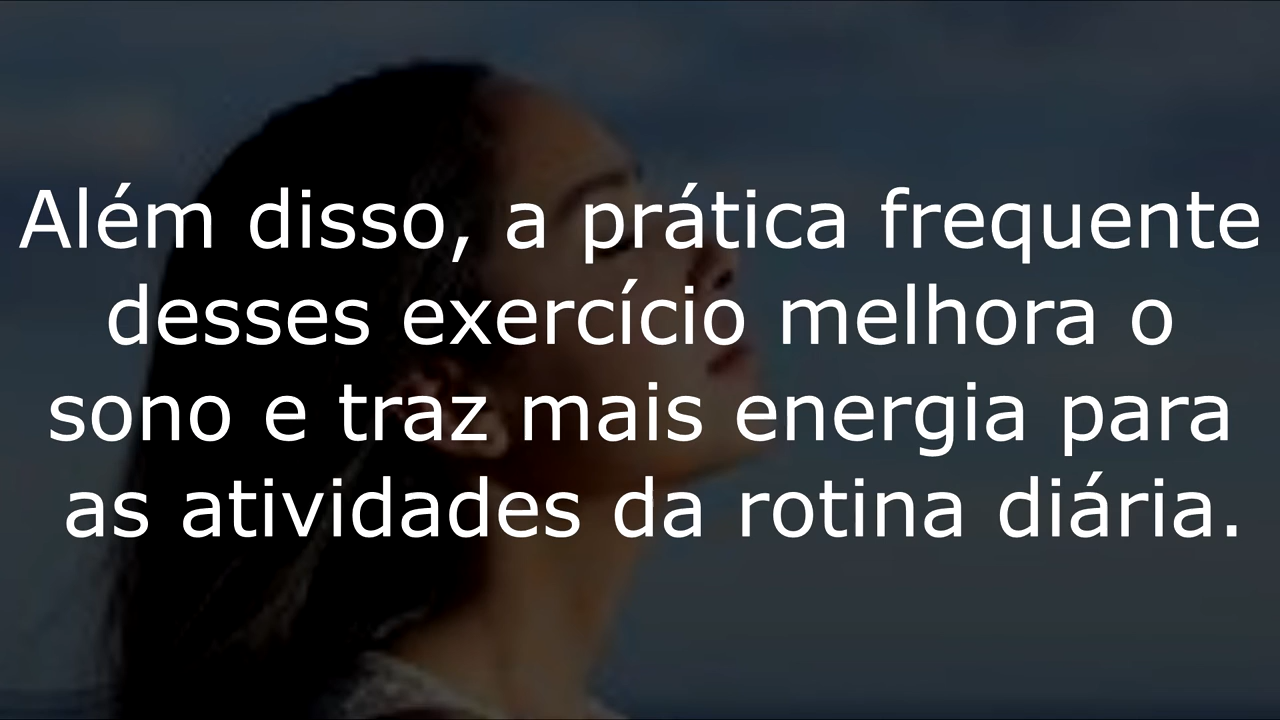 Além disso, a prática frequente
desses exercício melhora o
sono e traz mais energia para
as atividades da rotina diária.